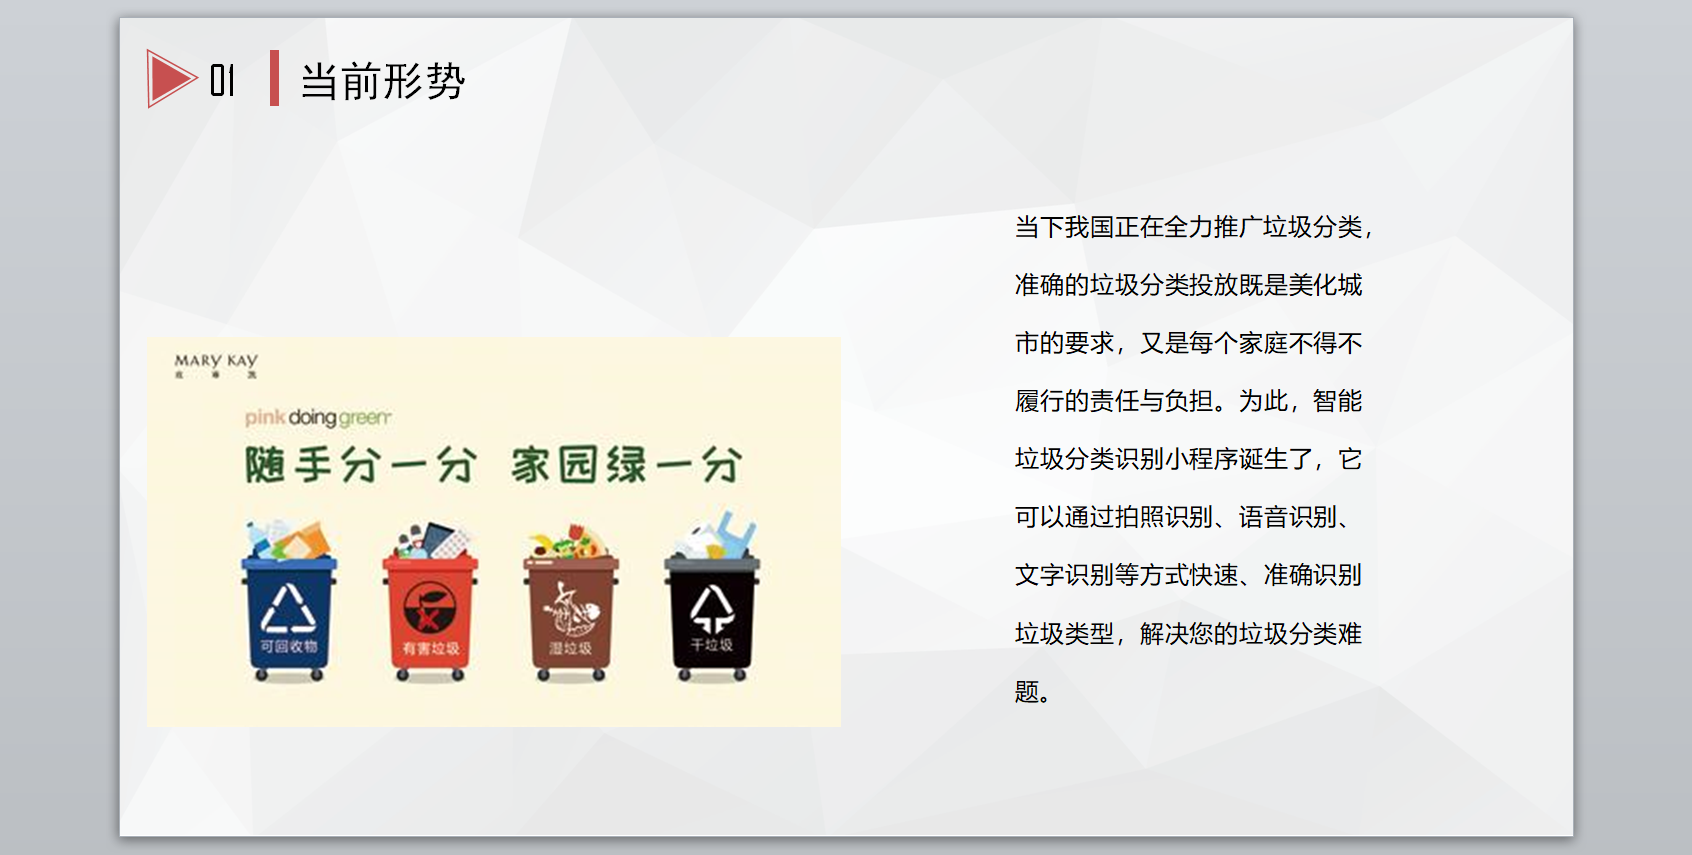 01 当前形势
MARY KAY
玫琳凯
pink doing green
随手分一分 家园绿一分
可回收物
有害垃圾
湿垃圾
干垃圾
当下我国正在全力推广垃圾分类，
准确的垃圾分类投放既是美化城
市的要求，又是每个家庭不得不
履行的责任与负担。为此，智能
垃圾分类识别小程序诞生了，它
可以通过拍照识别、语音识别、
文字识别等方式快速、准确识别
垃圾类型，解决您的垃圾分类难
题。